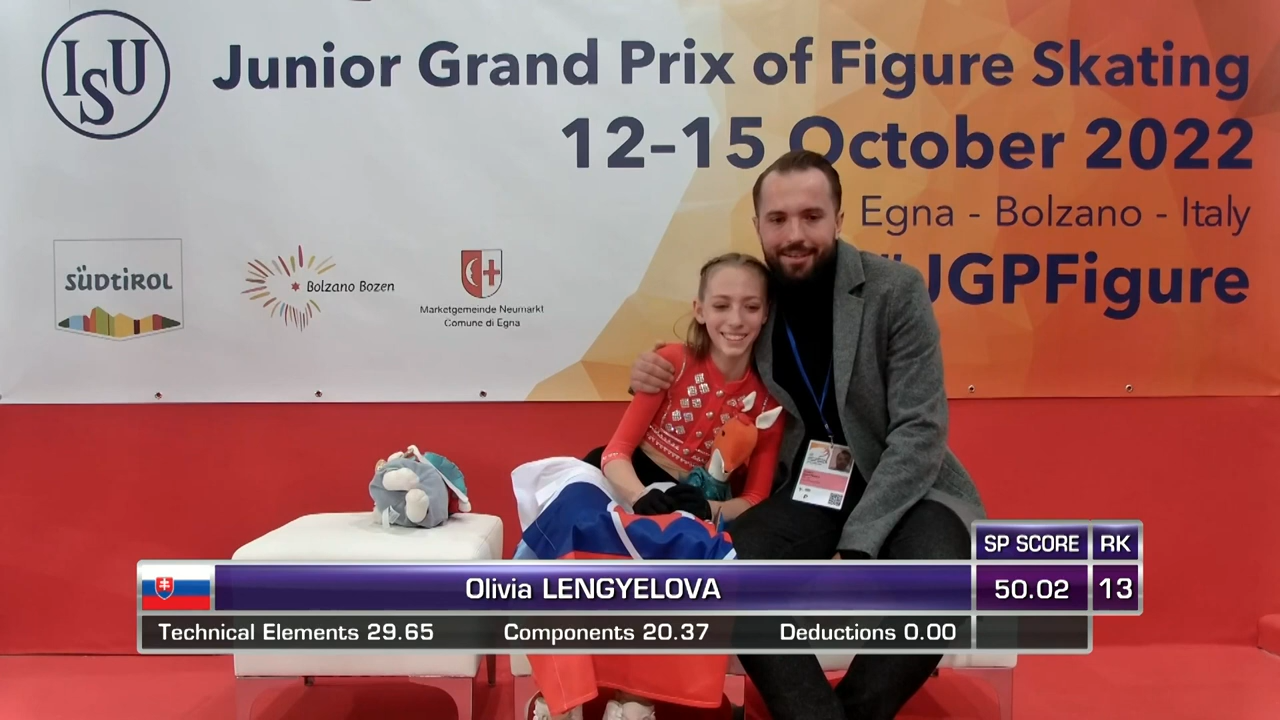 ISU
Junior Grand Prix of Figure Skating
12-15 October 2022
Egna - Bolzano - Italy
JGPFigure
SÜDTIROL
Bolzano Bozen
Marktgemeinde Neumarkt
Comune di Egna
SP SCORE RK
Olivia LENGYELOVA 50.02 13
Technical Elements 29.65 Components 20.37 Deductions 0.00